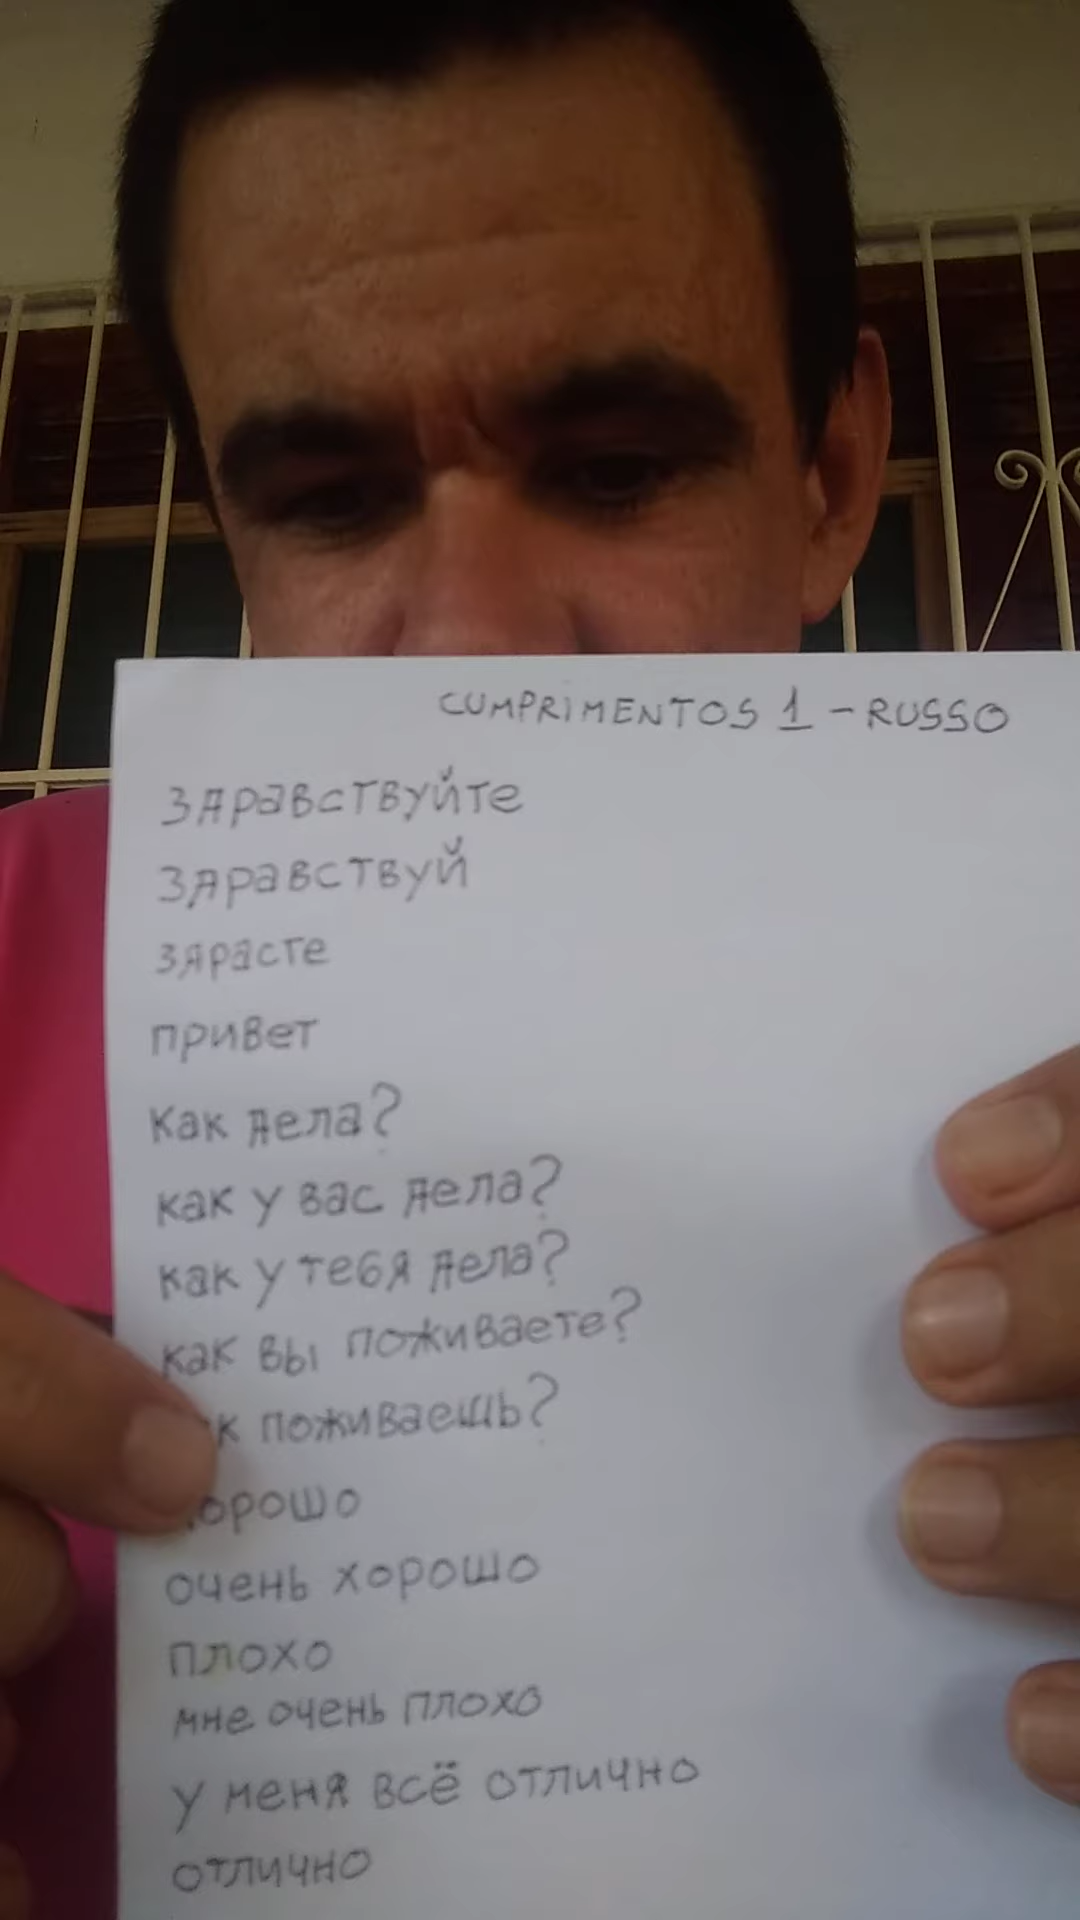 CUMPRIMENTOS 1 - RUSSO
здравствуйте
здравствуй
здрасте
привет
как дела?
как у вас дела?
как у тебя дела?
как вы поживаете?
поживаешь?
очень хорошо
плохо
мне очень плохо
у меня всё отлично
отлично